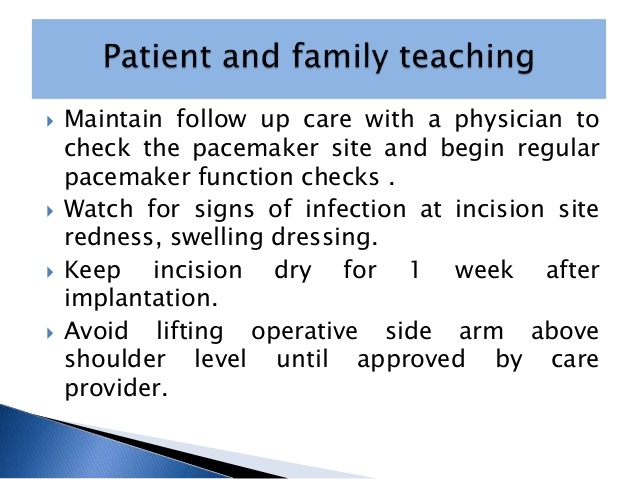 Patient and family teaching
Maintain follow up care with a physician to
check the pacemaker site and begin regular
pacemaker function checks .
Watch for signs of infection at incision site
redness, swelling dressing.
Keep incision dry for 1 week after
implantation.
Avoid lifting operative side arm above
shoulder level until approved by care
provider.